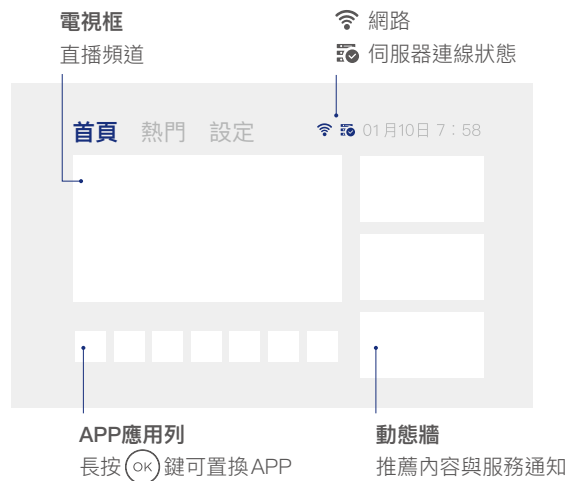 電視框
直播頻道
網路
伺服器連線狀態
首頁 熱門 設定
01月10日 7：58
APP應用列
長按OK鍵可置換APP
動態牆
推薦內容與服務通知